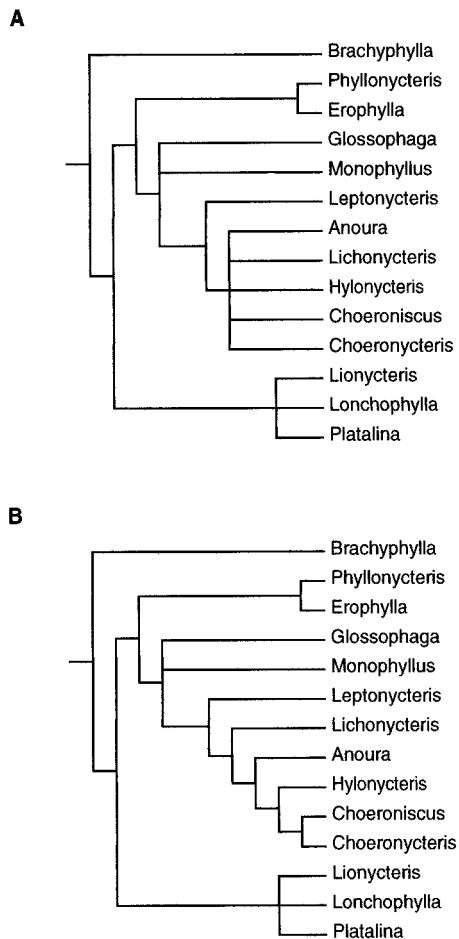 A
Brachyphylla
Phyllonycteris
Erophylla
Glossophaga
Monophyllus
Leptonycteris
Anoura
Lichonycteris
Hylonycteris
Choeroniscus
Choeronycteris
Lionycteris
Lonchophylla
Platalina
B
Brachyphylla
Phyllonycteris
Erophylla
Glossophaga
Monophyllus
Leptonycteris
Lichonycteris
Anoura
Hylonycteris
Choeroniscus
Choeronycteris
Lionycteris
Lonchophylla
Platalina